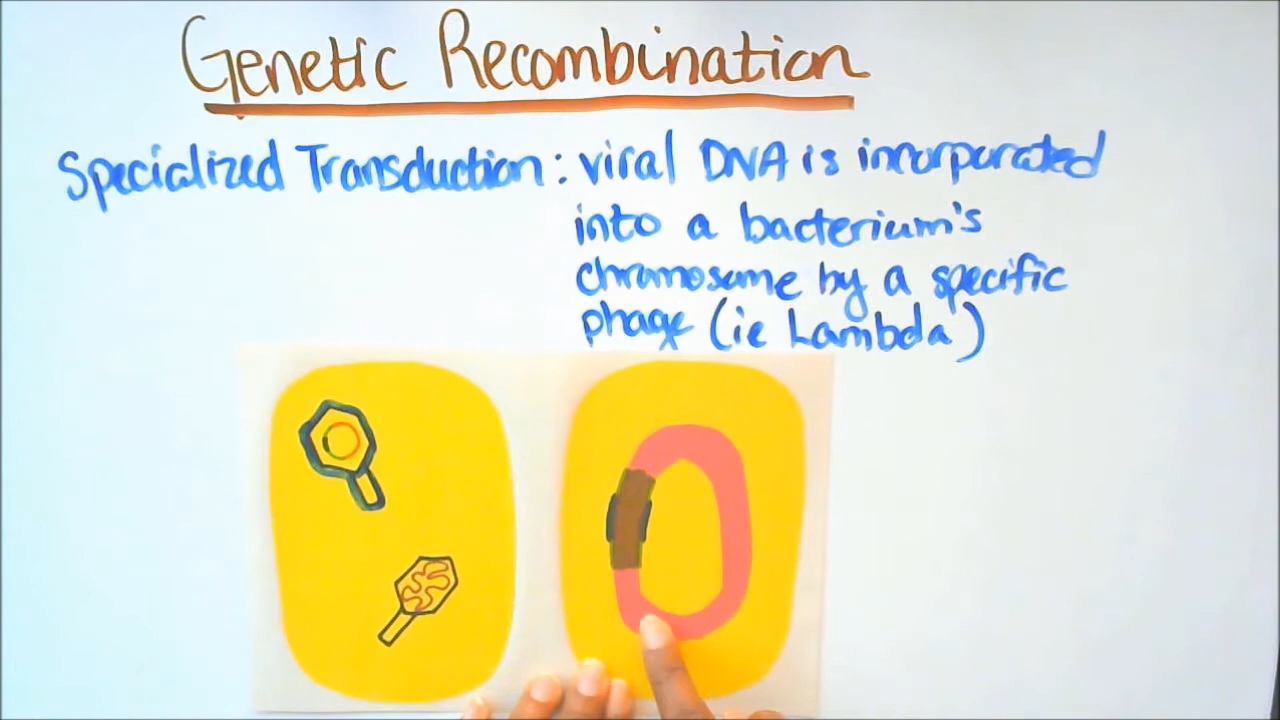 Genetic Recombination
Specialized Transduction: viral DNA is incorporated
into a bacterium's
chromosome by a specific
phage (ie Lambda)